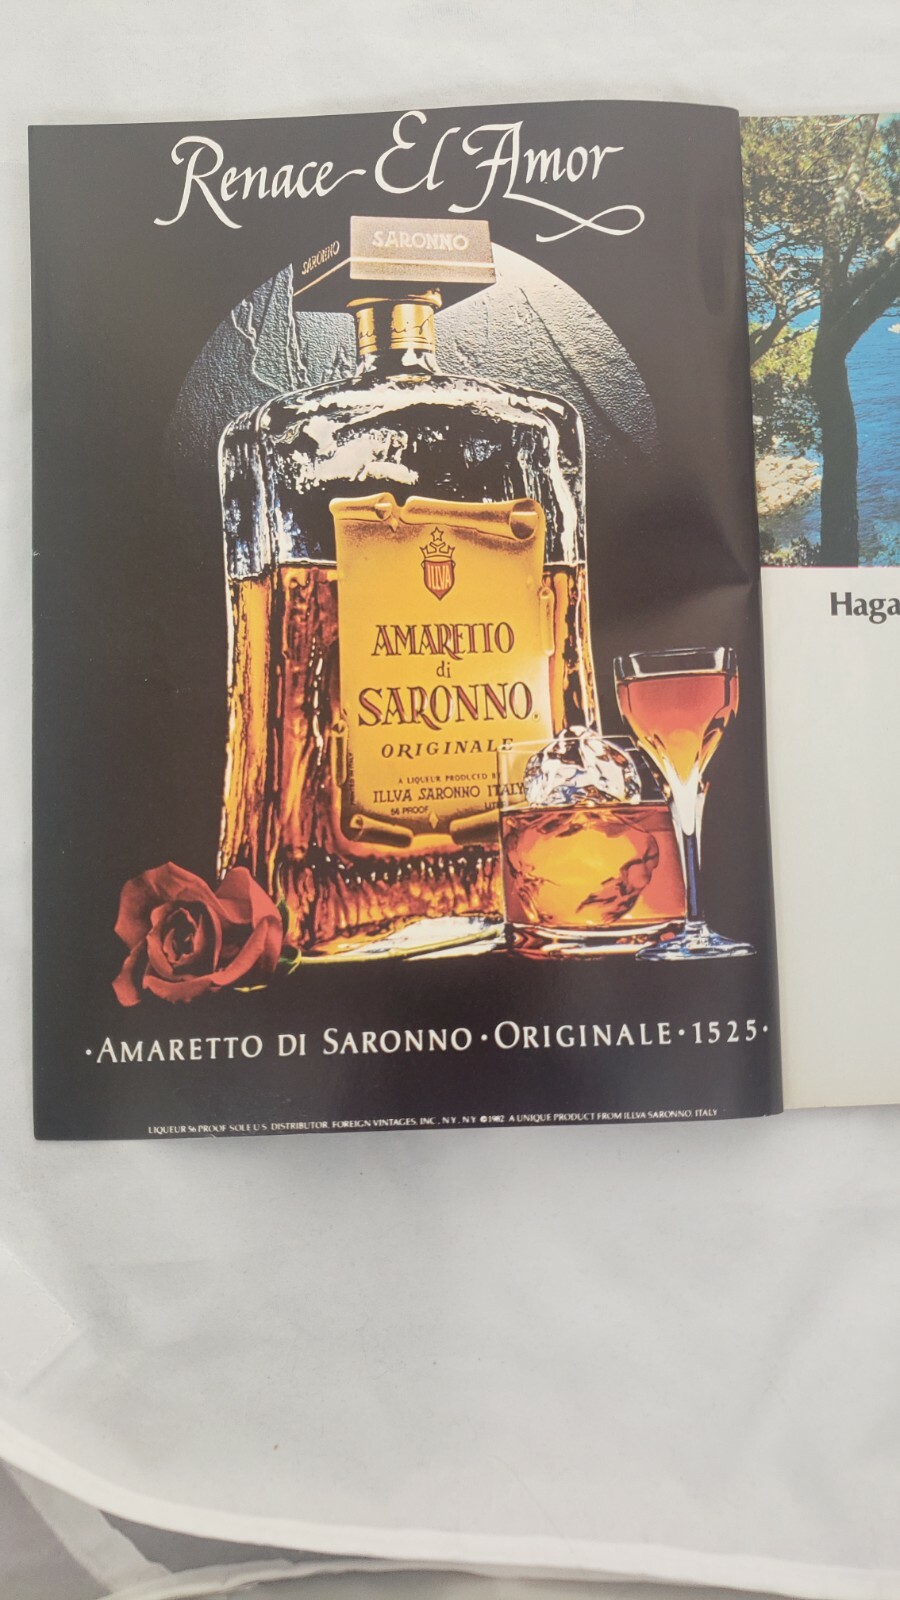 Renace El Amor
SARONNO
SARONNO
ILLVA
AMARETTO
di
SARONNO.
ORIGINALE
A LIQUEUR PRODUCED BY
ILLVA SARONNO ITALY
56 PROOF
·AMARETTO DI SARONNO·ORIGINALE·1525·
LIQUEUR 56 PROOF SOLE U.S. DISTRIBUTOR, FOREIGN VINTAGES, INC., N.Y., N.Y. ©1982 A UNIQUE PRODUCT FROM ILLVA SARONNO, ITALY
Haga